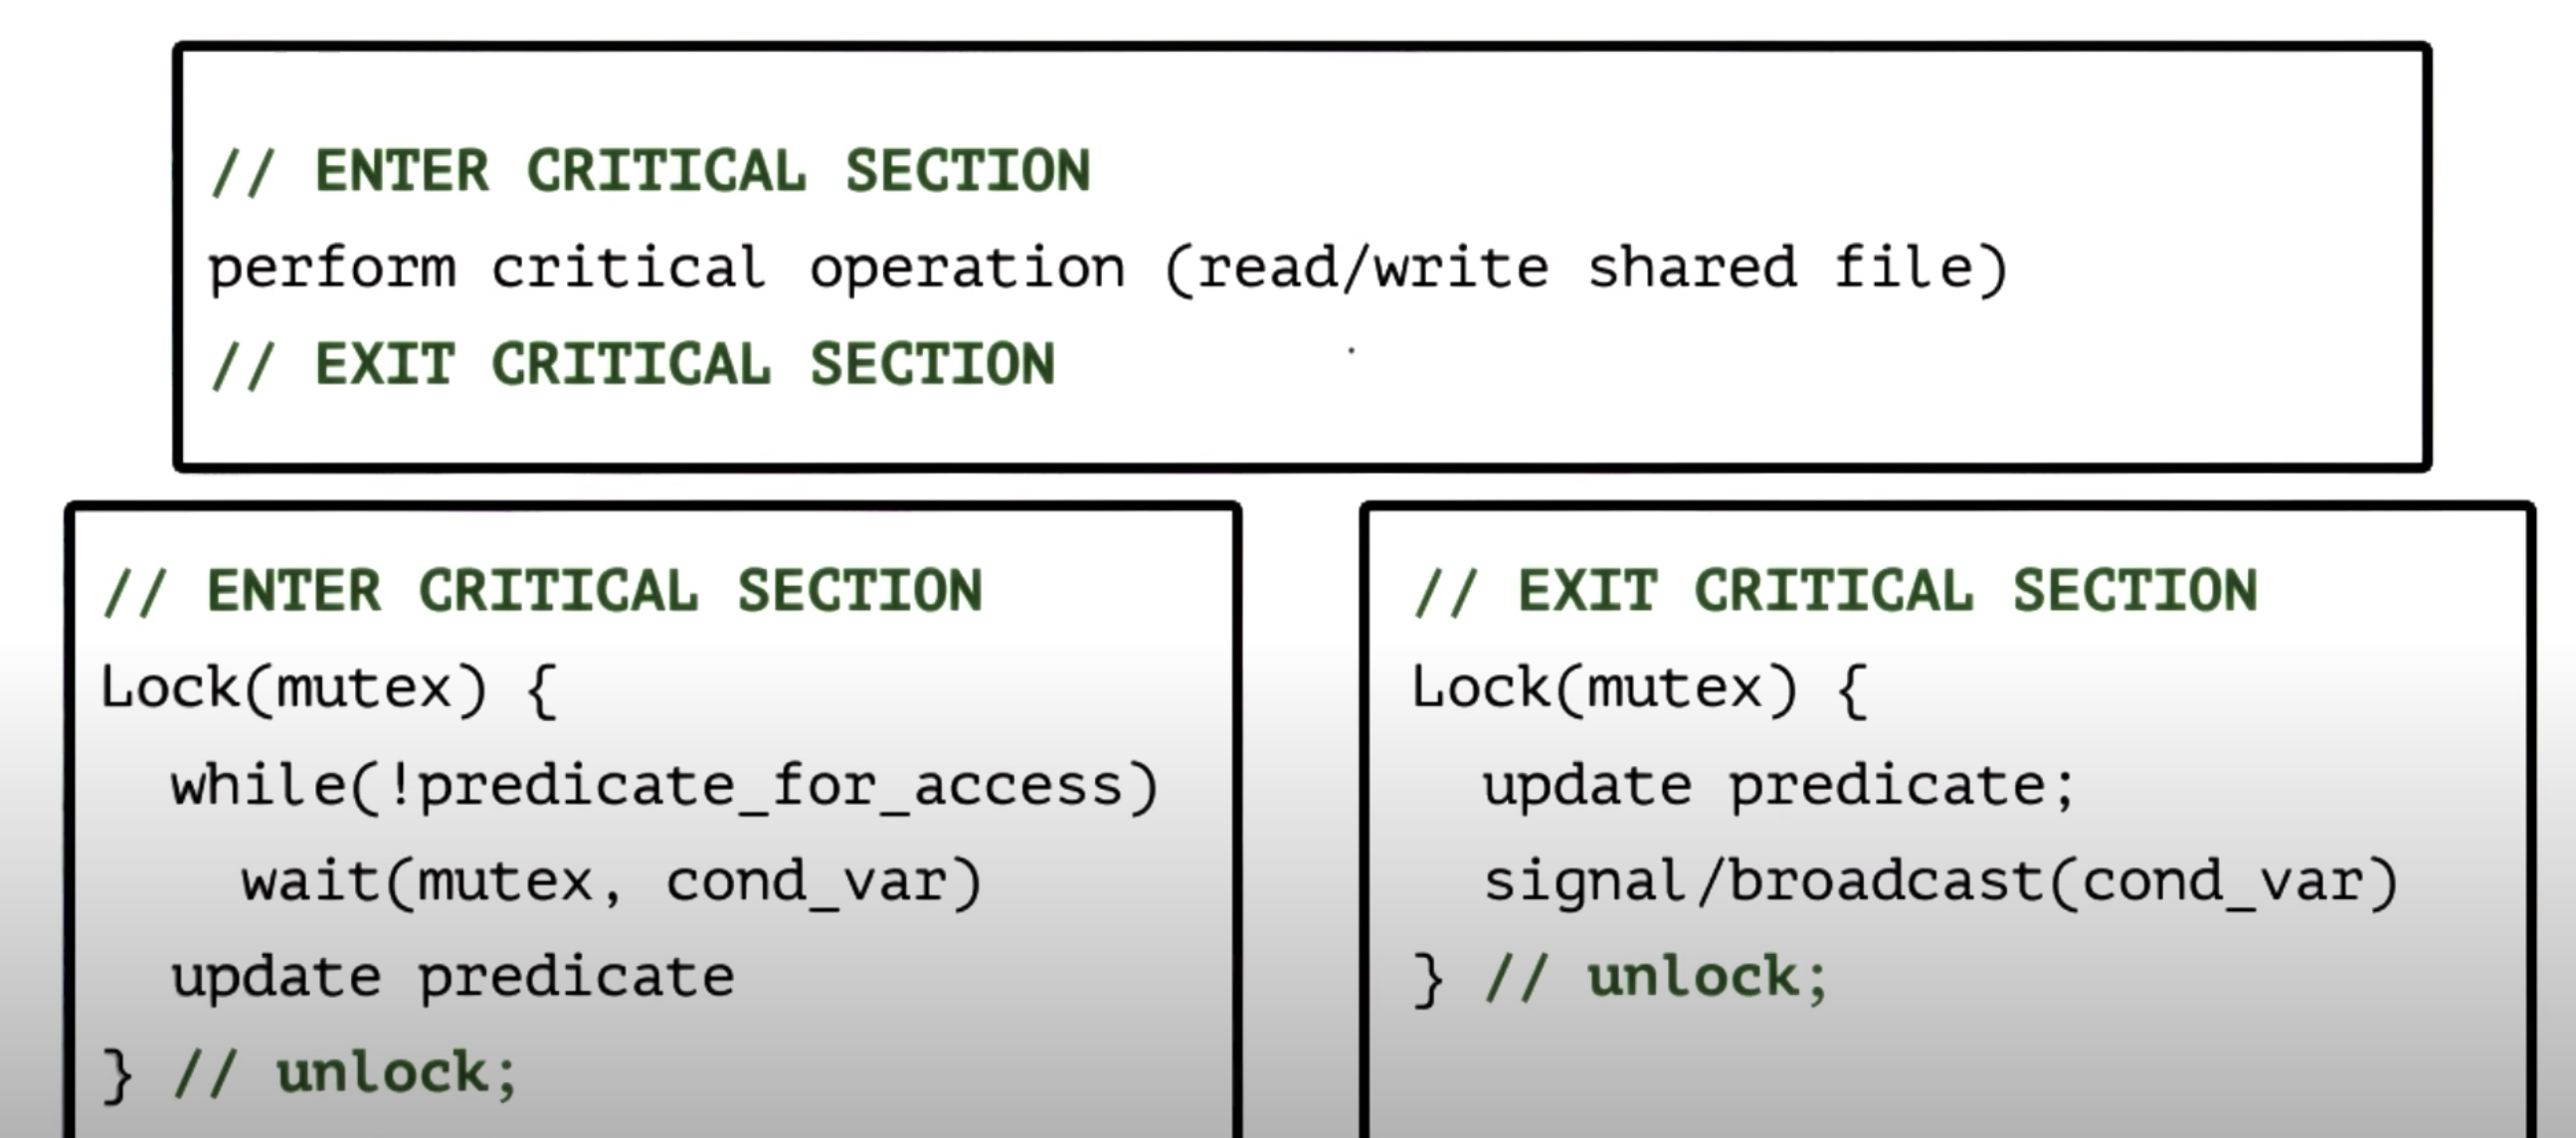 // ENTER CRITICAL SECTION
perform critical operation (read/write shared file)
// EXIT CRITICAL SECTION
// ENTER CRITICAL SECTION
Lock(mutex) {
  while(!predicate_for_access)
    wait(mutex, cond_var)
  update predicate
} // unlock;
// EXIT CRITICAL SECTION
Lock(mutex) {
  update predicate;
  signal/broadcast(cond_var)
} // unlock;